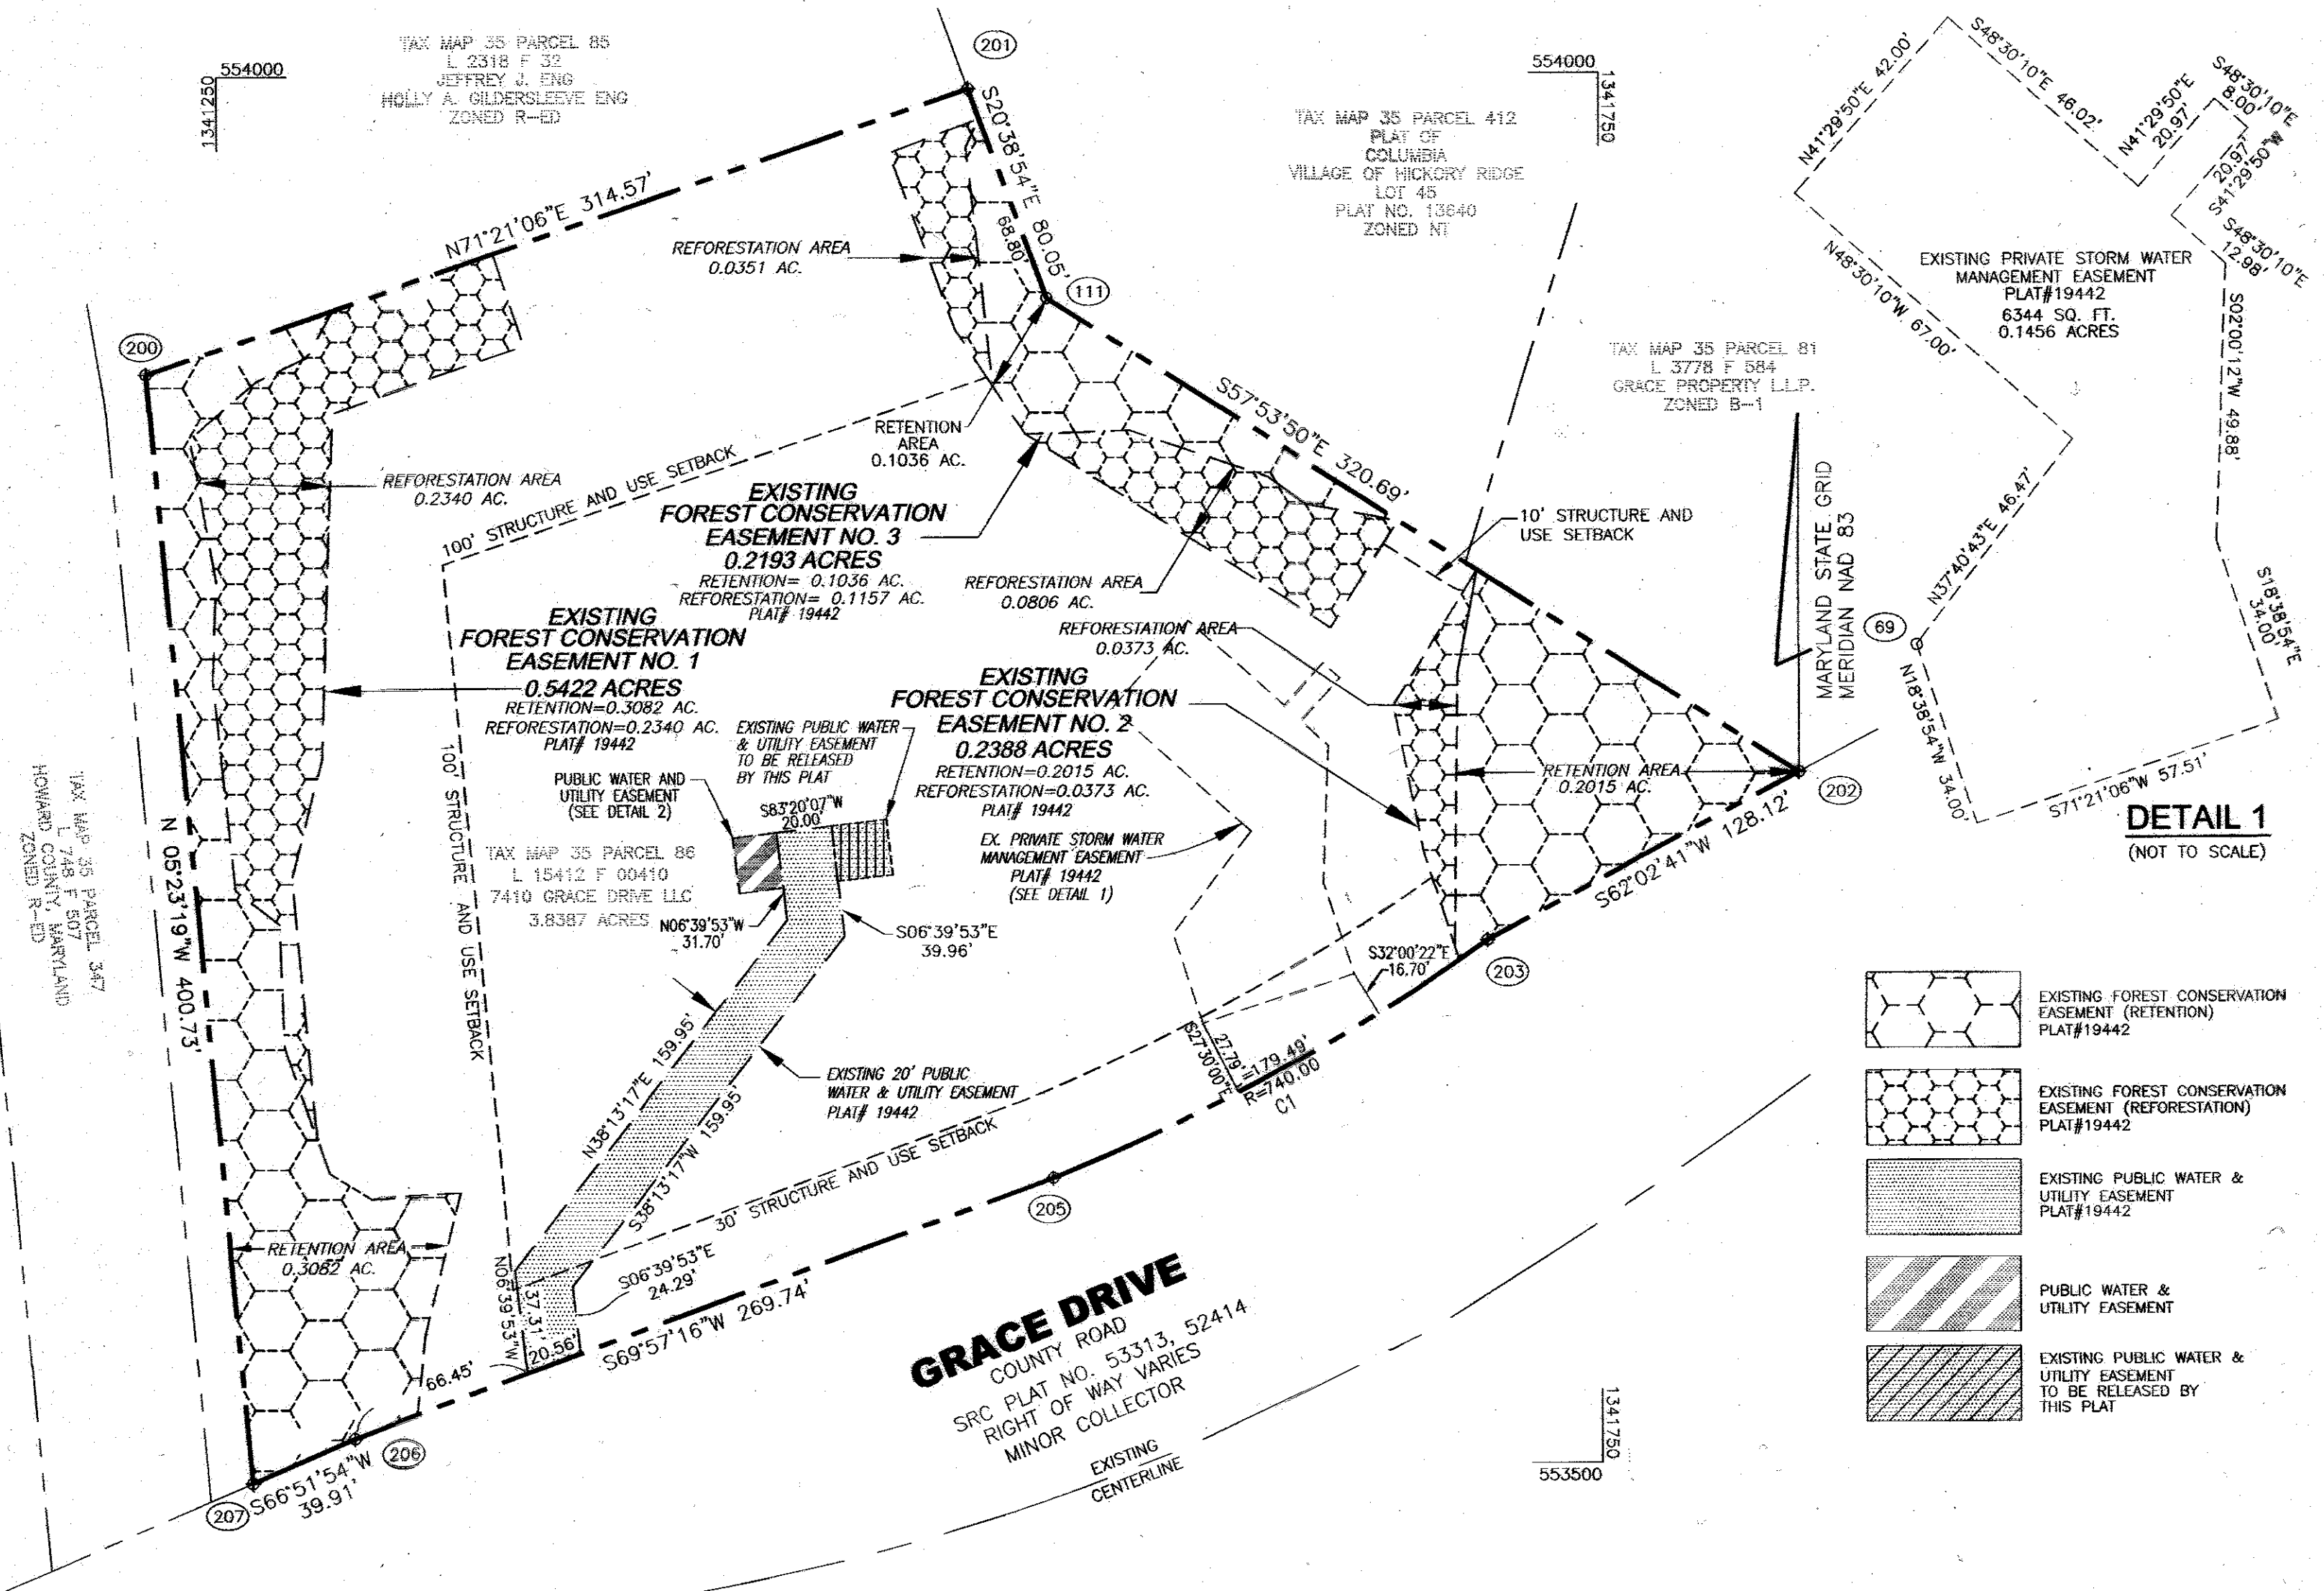 TAX MAP 35 PARCEL 85
L 2318 F 32
JEFFREY J. ENG
HOLLY A. GILDERSLEEVE ENG
ZONED R-ED
554000
1341250
201
554000
1341750
TAX MAP 35 PARCEL 412
PLAT OF
COLUMBIA
VILLAGE OF HICKORY RIDGE
LOT 45
PLAT NO. 13640
ZONED NT
N71°21'06"E 314.57'
S20°38'54"E 80.05'
68.80'
111
200
REFORESTATION AREA
0.0351 AC.
RETENTION
AREA
0.1036 AC.
S57°53'50"E 320.69'
TAX MAP 35 PARCEL 81
L 3778 F 584
GRACE PROPERTY L.L.P.
ZONED B-1
REFORESTATION AREA
0.2340 AC.
100' STRUCTURE AND USE SETBACK
EXISTING
FOREST CONSERVATION
EASEMENT NO. 3
0.2193 ACRES
RETENTION= 0.1036 AC.
REFORESTATION= 0.1157 AC.
PLAT# 19442
10' STRUCTURE AND
USE SETBACK
REFORESTATION AREA
0.0806 AC.
REFORESTATION AREA
0.0373 AC.
EXISTING
FOREST CONSERVATION
EASEMENT NO. 1
0.5422 ACRES
RETENTION=0.3082 AC.
REFORESTATION=0.2340 AC.
PLAT# 19442
EXISTING
FOREST CONSERVATION
EASEMENT NO. 2
0.2388 ACRES
RETENTION=0.2015 AC.
REFORESTATION=0.0373 AC.
PLAT# 19442
EXISTING PUBLIC WATER
& UTILITY EASEMENT
TO BE RELEASED
BY THIS PLAT
PUBLIC WATER AND
UTILITY EASEMENT
(SEE DETAIL 2)
S83°20'07"W
20.00'
EX. PRIVATE STORM WATER
MANAGEMENT EASEMENT
PLAT# 19442
(SEE DETAIL 1)
RETENTION AREA
0.2015 AC.
MARYLAND STATE GRID
MERIDIAN NAD 83
202
S62°02'41"W 128.12'
203
TAX MAP 35 PARCEL 86
L 15412 F 00410
7410 GRACE DRIVE LLC
3.8387 ACRES
N06°39'53"W
31.70'
S06°39'53"E
39.96'
S32°00'22"E
16.70'
TAX MAP 35 PARCEL 347
L 748 F 507
HOWARD COUNTY, MARYLAND
ZONED R-ED
N 05°23'19"W 400.73'
100' STRUCTURE AND USE SETBACK
N38°13'17"E 159.95'
S38°13'17"W 159.95'
EXISTING 20' PUBLIC
WATER & UTILITY EASEMENT
PLAT# 19442
30' STRUCTURE AND USE SETBACK
S27°30'00"E
27.79'
=179.49'
R=740.00
C1
205
RETENTION AREA
0.3082 AC.
N06°39'53"W
37.31'
S06°39'53"E
24.29'
20.56'
S69°57'16"W 269.74'
66.45'
206
S66°51'54"W
39.91'
207
GRACE DRIVE
COUNTY ROAD
SRC PLAT NO. 53313, 52414
RIGHT OF WAY VARIES
MINOR COLLECTOR
EXISTING
CENTERLINE
1341750
553500
N41°29'50"E 42.00'
S48°30'10"E 46.02'
N41°29'50"E
20.97'
S48°30'10"E
8.00'
20.97'
S41°29'50"W
S48°30'10"E
12.98'
N48°30'10"W 67.00'
EXISTING PRIVATE STORM WATER
MANAGEMENT EASEMENT
PLAT#19442
6344 SQ. FT.
0.1456 ACRES
S02°00'12"W 49.88'
N37°40'43"E 46.47'
69
S18°38'54"E
34.00'
N18°38'54"W 34.00'
S71°21'06"W 57.51'
DETAIL 1
(NOT TO SCALE)
EXISTING FOREST CONSERVATION
EASEMENT (RETENTION)
PLAT#19442
EXISTING FOREST CONSERVATION
EASEMENT (REFORESTATION)
PLAT#19442
EXISTING PUBLIC WATER &
UTILITY EASEMENT
PLAT#19442
PUBLIC WATER &
UTILITY EASEMENT
EXISTING PUBLIC WATER &
UTILITY EASEMENT
TO BE RELEASED BY
THIS PLAT